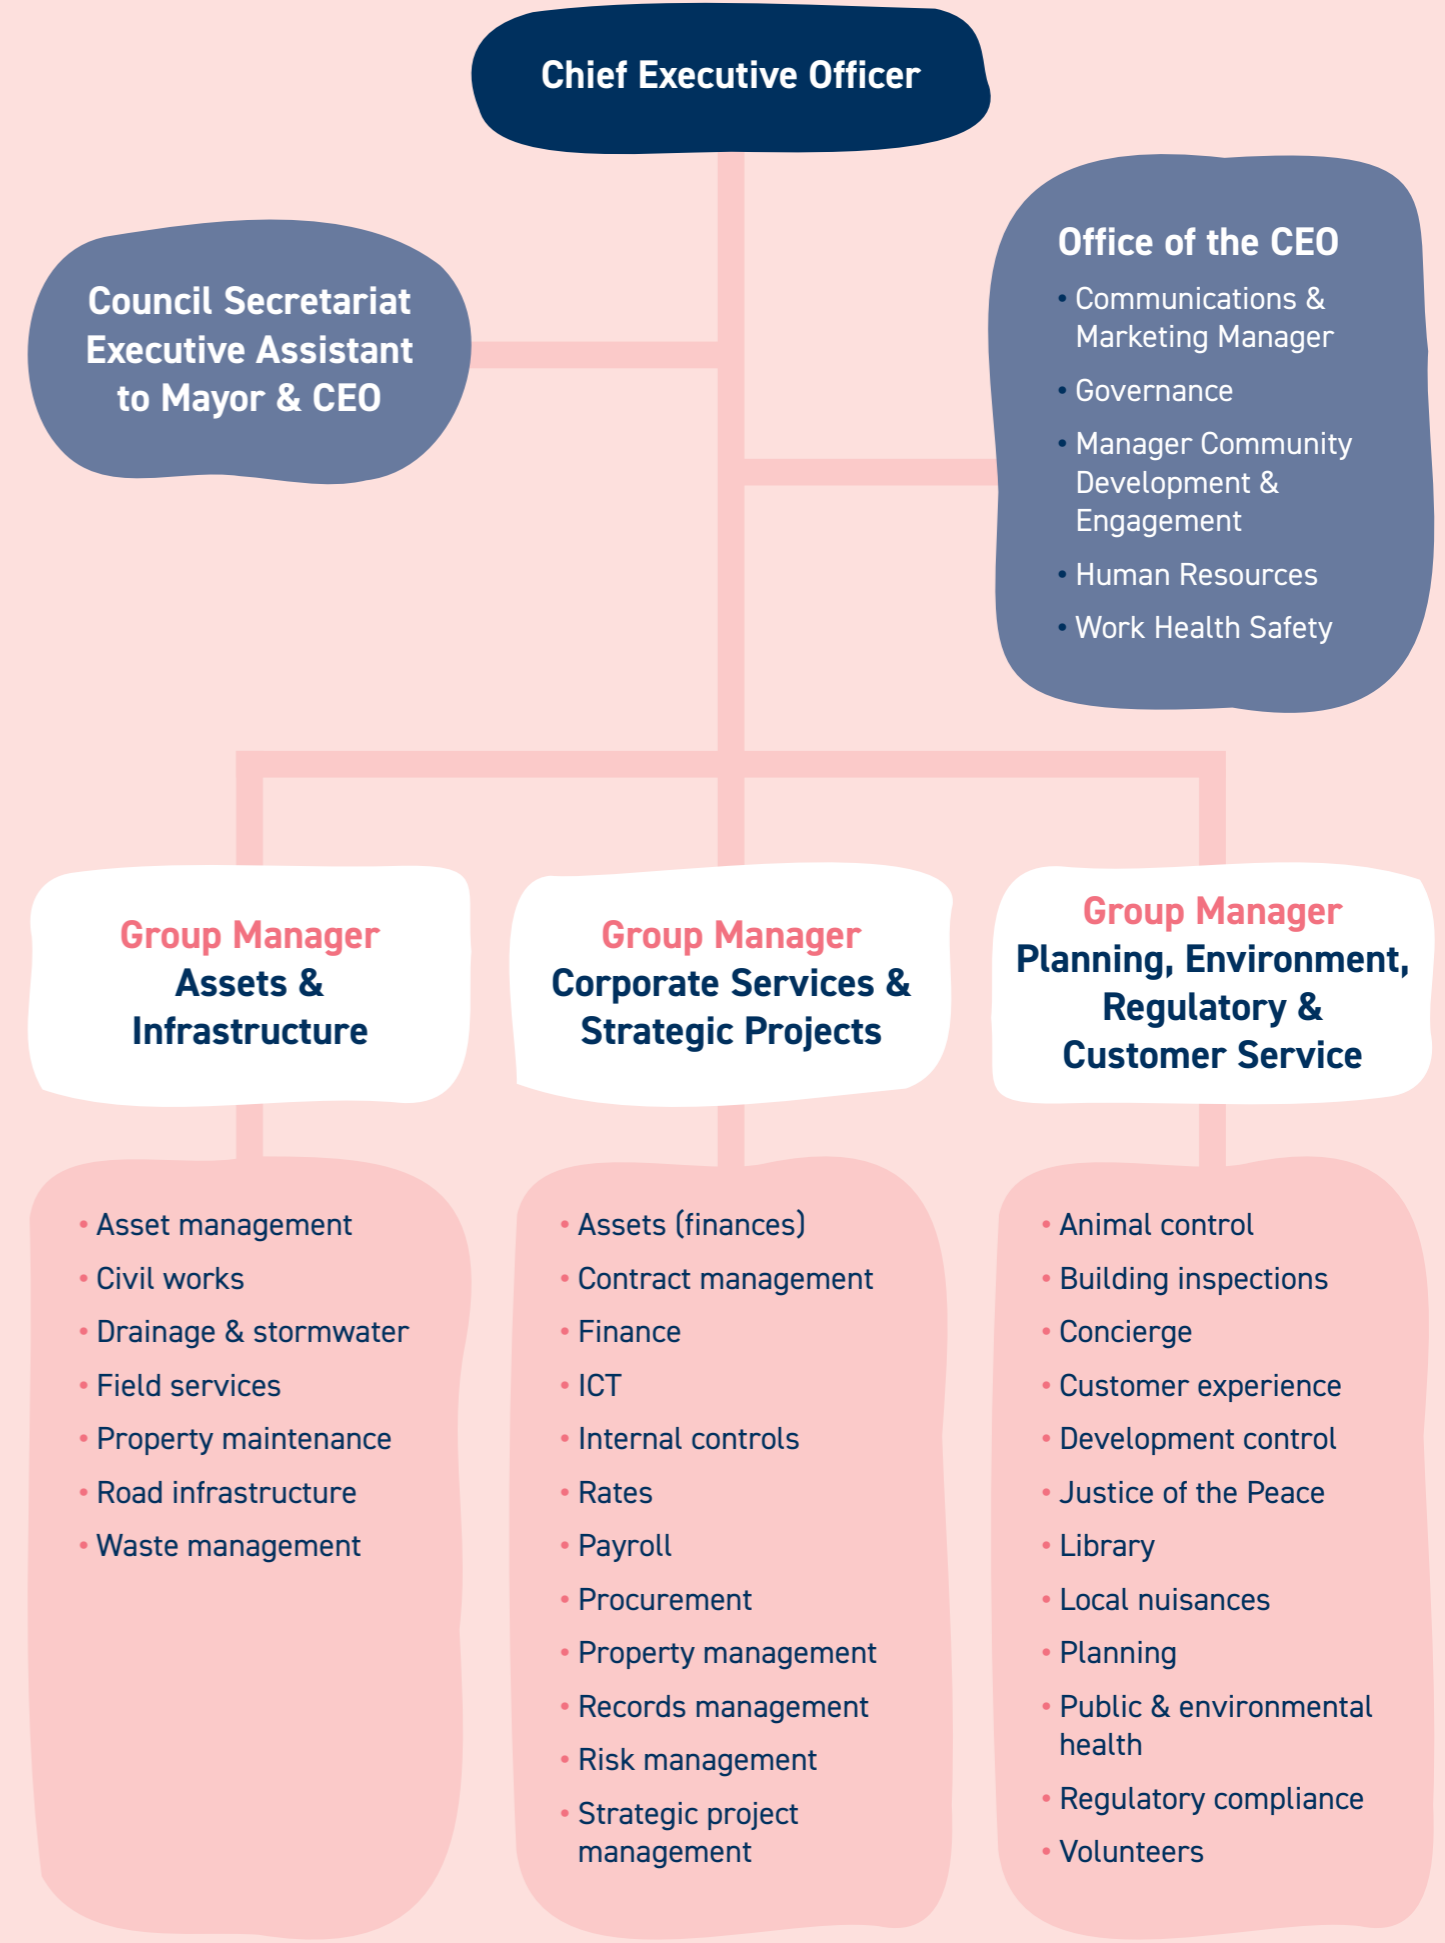 Chief Executive Officer
Council Secretariat
Executive Assistant
to Mayor & CEO
Office of the CEO
• Communications &
Marketing Manager
• Governance
• Manager Community
Development &
Engagement
• Human Resources
• Work Health Safety
Group Manager
Assets &
Infrastructure
• Asset management
• Civil works
• Drainage & stormwater
• Field services
• Property maintenance
• Road infrastructure
• Waste management
Group Manager
Corporate Services &
Strategic Projects
• Assets (finances)
• Contract management
• Finance
• ICT
• Internal controls
• Rates
• Payroll
• Procurement
• Property management
• Records management
• Risk management
• Strategic project
management
Group Manager
Planning, Environment,
Regulatory &
Customer Service
• Animal control
• Building inspections
• Concierge
• Customer experience
• Development control
• Justice of the Peace
• Library
• Local nuisances
• Planning
• Public & environmental
health
• Regulatory compliance
• Volunteers